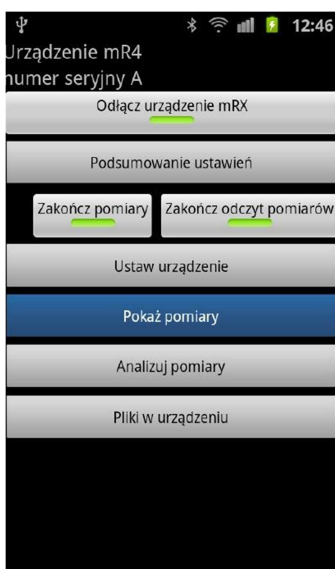 12:46
Urządzenie mR4
numer seryjny A
Odłącz urządzenie mRX
Podsumowanie ustawień
Zakończ pomiary
Zakończ odczyt pomiarów
Ustaw urządzenie
Pokaż pomiary
Analizuj pomiary
Pliki w urządzeniu